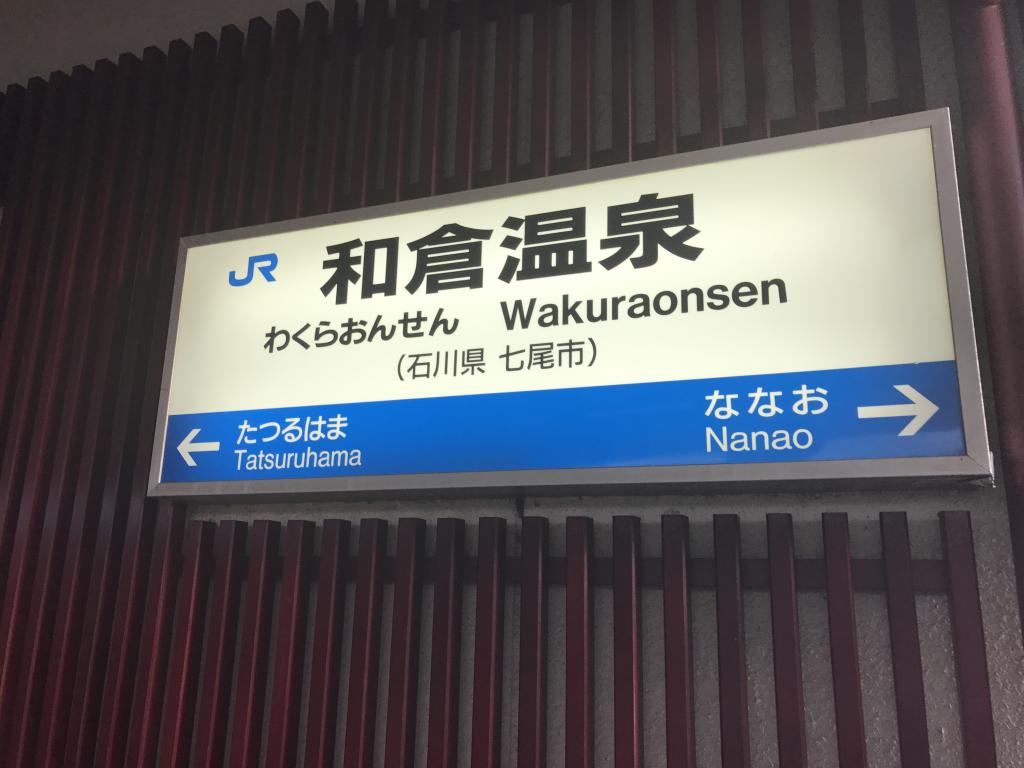 JR 和倉温泉
わくらおんせん Wakuraonsen
(石川県 七尾市)
← たつるはま
Tatsuruhama
ななお →
Nanao